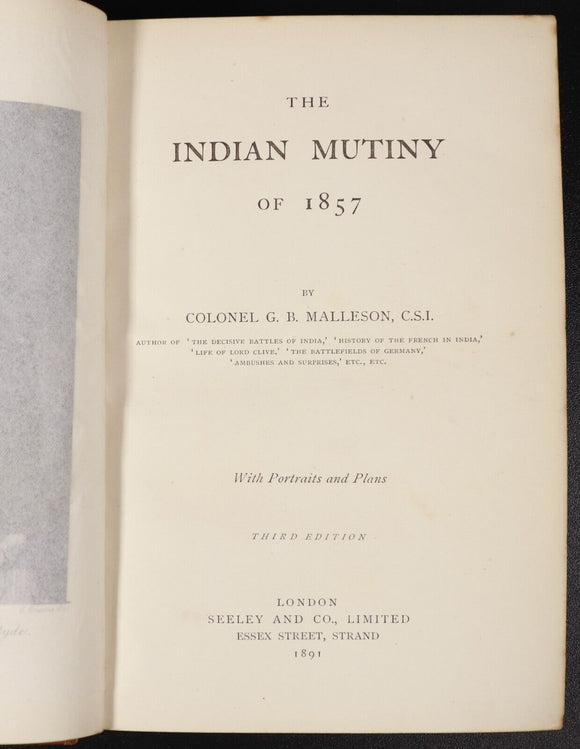 THE
INDIAN MUTINY
OF 1857
BY
COLONEL G. B. MALLESON, C.S.I.
AUTHOR OF 'THE DECISIVE BATTLES OF INDIA,' 'HISTORY OF THE FRENCH IN INDIA,'
'LIFE OF LORD CLIVE,' 'THE BATTLEFIELDS OF GERMANY,'
'AMBUSHES AND SURPRISES,' ETC., ETC.
With Portraits and Plans
THIRD EDITION
LONDON
SEELEY AND CO., LIMITED
ESSEX STREET, STRAND
1891